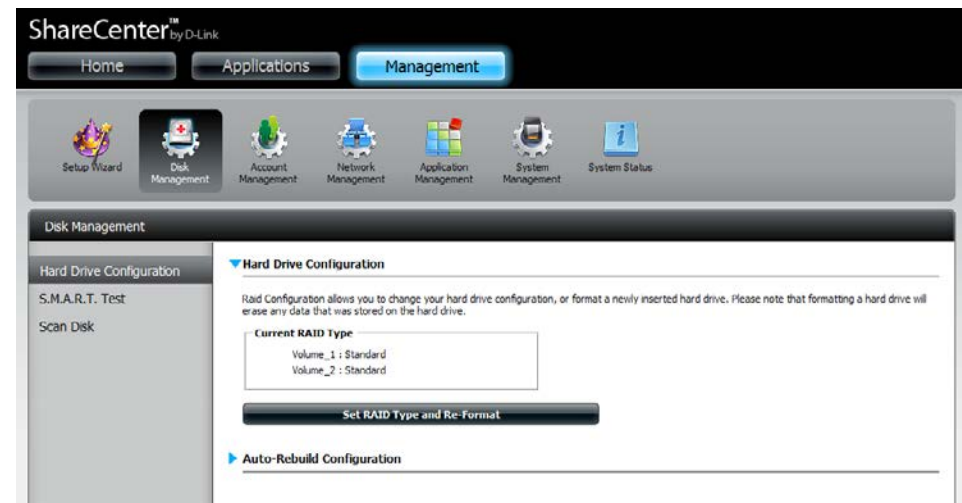 ShareCenter™ by D-Link
Home Applications Management
Setup Wizard
Disk Management
Account Management
Network Management
Application Management
System Management
System Status
Disk Management
Hard Drive Configuration
S.M.A.R.T. Test
Scan Disk
Hard Drive Configuration
Raid Configuration allows you to change your hard drive configuration, or format a newly inserted hard drive. Please note that formatting a hard drive will
erase any data that was stored on the hard drive.
Current RAID Type
Volume_1 : Standard
Volume_2 : Standard
Set RAID Type and Re-Format
Auto-Rebuild Configuration